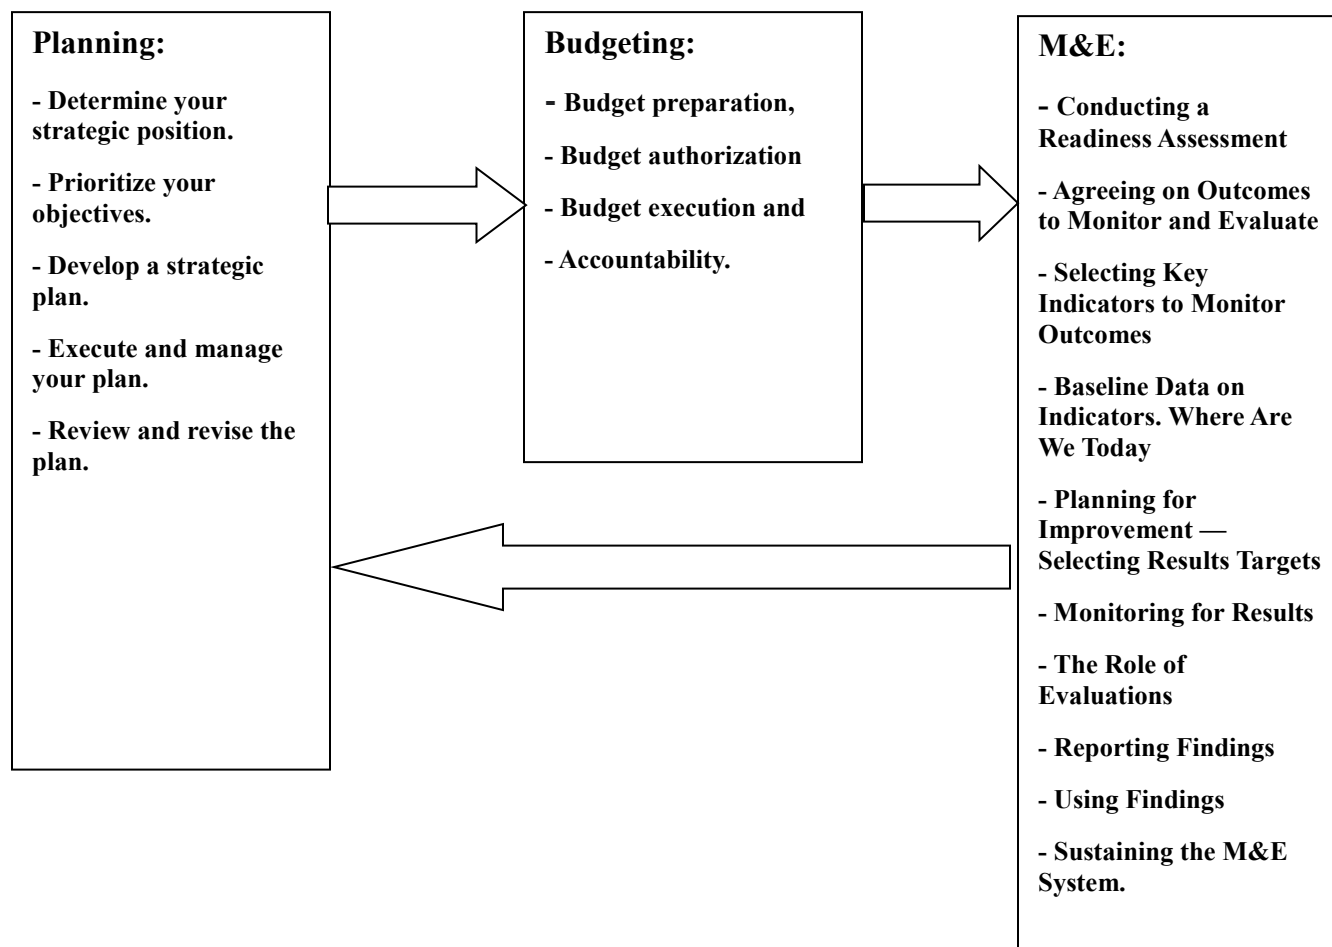 Planning:
- Determine your
strategic position.
- Prioritize your
objectives.
- Develop a strategic
plan.
- Execute and manage
your plan.
- Review and revise the
plan.
Budgeting:
- Budget preparation,
- Budget authorization
- Budget execution and
- Accountability.
M&E:
- Conducting a
Readiness Assessment
- Agreeing on Outcomes
to Monitor and Evaluate
- Selecting Key
Indicators to Monitor
Outcomes
- Baseline Data on
Indicators. Where Are
We Today
- Planning for
Improvement —
Selecting Results Targets
- Monitoring for Results
- The Role of
Evaluations
- Reporting Findings
- Using Findings
- Sustaining the M&E
System.